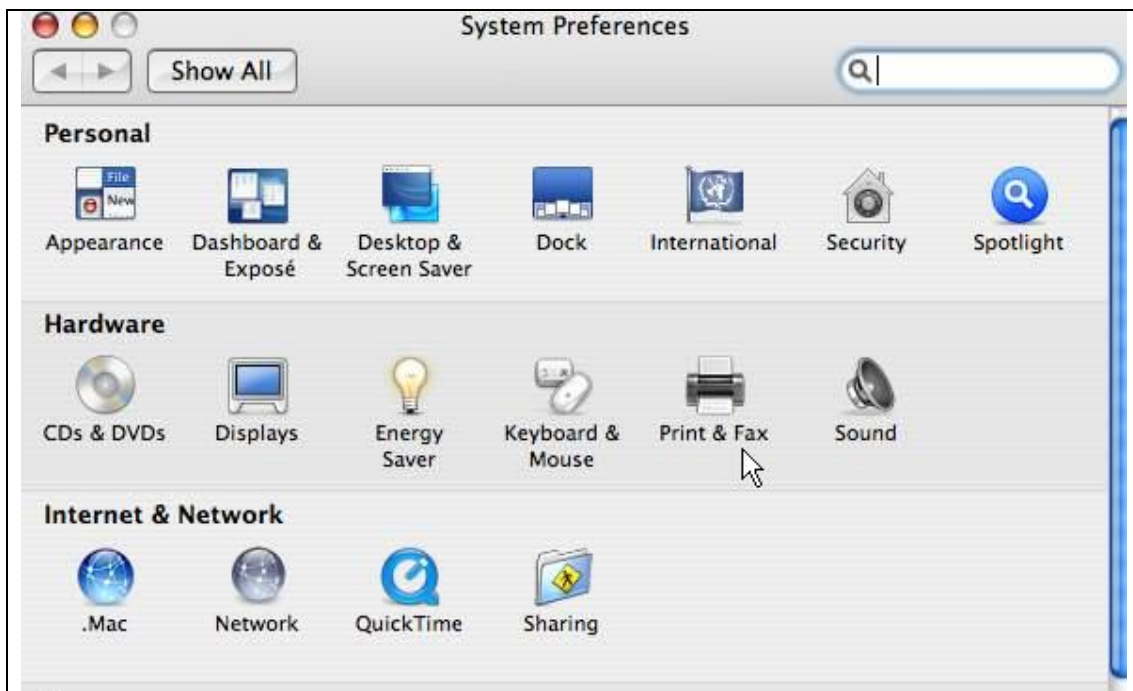 System Preferences
Show All
Personal
File
New
Appearance
Dashboard &
Exposé
Desktop &
Screen Saver
Dock
International
Security
Spotlight
Hardware
CDs & DVDs
Displays
Energy
Saver
Keyboard &
Mouse
Print & Fax
Sound
Internet & Network
.Mac
Network
QuickTime
Sharing